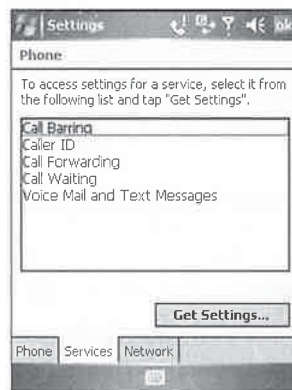 Settings ok
Phone
To access settings for a service, select it from
the following list and tap "Get Settings".
Call Barring
Caller ID
Call Forwarding
Call Waiting
Voice Mail and Text Messages
Get Settings...
Phone Services Network